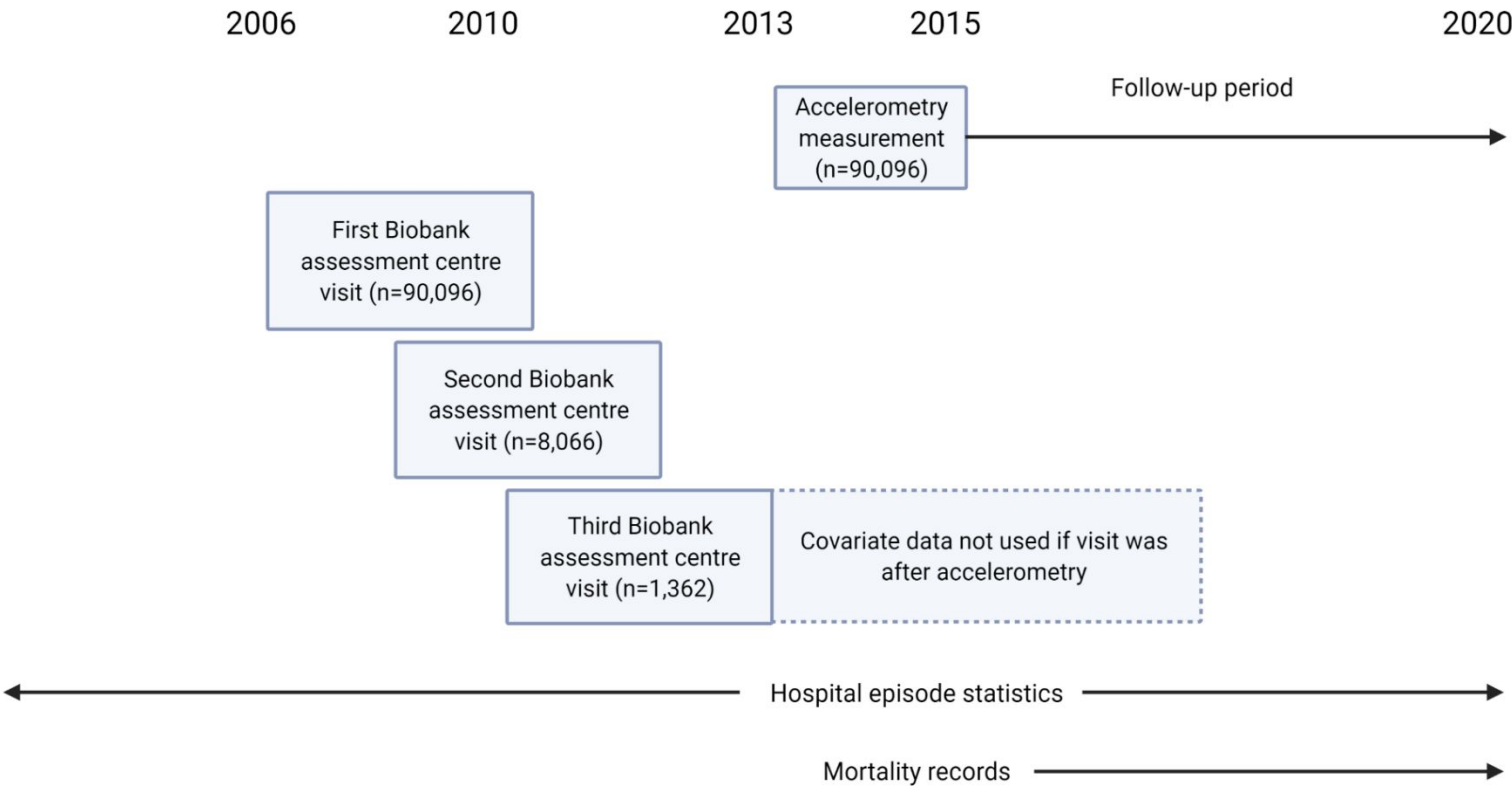 2006 2010 2013 2015 2020
Follow-up period
Accelerometry
measurement
(n=90,096)
First Biobank
assessment centre
visit (n=90,096)
Second Biobank
assessment centre
visit (n=8,066)
Third Biobank
assessment centre
visit (n=1,362)
Covariate data not used if visit was
after accelerometry
Hospital episode statistics
Mortality records